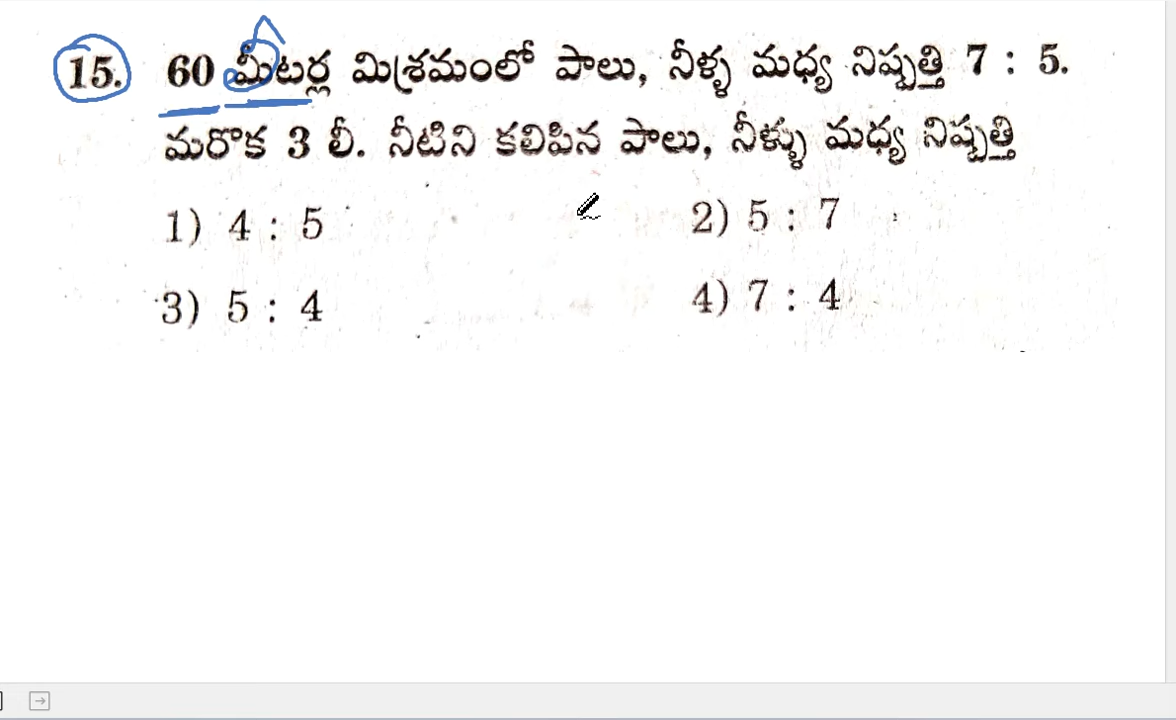 15. 60 మీటర్ల మిశ్రమంలో పాలు, నీళ్ళ మధ్య నిష్పత్తి 7 : 5.
మరొక 3 లీ. నీటిని కలిపిన పాలు, నీళ్ళు మధ్య నిష్పత్తి
1) 4 : 5 2) 5 : 7
3) 5 : 4 4) 7 : 4